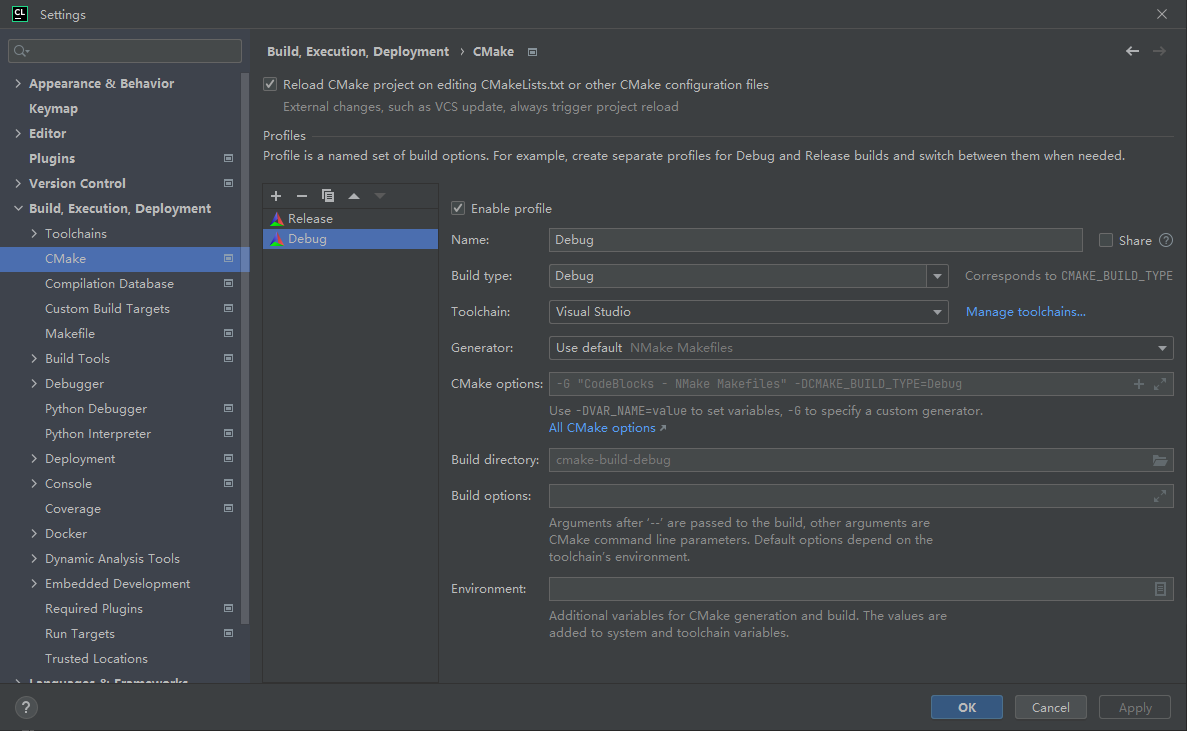 CL Settings
Appearance & Behavior
Keymap
Editor
Plugins
Version Control
Build, Execution, Deployment
Toolchains
CMake
Compilation Database
Custom Build Targets
Makefile
Build Tools
Debugger
Python Debugger
Python Interpreter
Deployment
Console
Coverage
Docker
Dynamic Analysis Tools
Embedded Development
Required Plugins
Run Targets
Trusted Locations
Languages & Frameworks
Build, Execution, Deployment › CMake
Reload CMake project on editing CMakeLists.txt or other CMake configuration files
External changes, such as VCS update, always trigger project reload
Profiles
Profile is a named set of build options. For example, create separate profiles for Debug and Release builds and switch between them when needed.
Release
Debug
Enable profile
Name: Debug Share ?
Build type: Debug Corresponds to CMAKE_BUILD_TYPE
Toolchain: Visual Studio Manage toolchains...
Generator: Use default NMake Makefiles
CMake options: -G "CodeBlocks - NMake Makefiles" -DCMAKE_BUILD_TYPE=Debug
Use -DVAR_NAME=value to set variables, -G to specify a custom generator.
All CMake options ↗
Build directory: cmake-build-debug
Build options:
Arguments after '--' are passed to the build, other arguments are
CMake command line parameters. Default options depend on the
toolchain's environment.
Environment:
Additional variables for CMake generation and build. The values are
added to system and toolchain variables.
? OK Cancel Apply